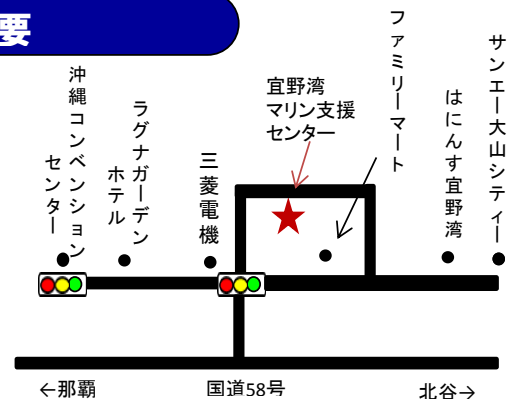 要
沖縄コンベンション
センター
ラグナガーデン
ホテル
三菱電機
宜野湾
マリン支援
センター
ファミリーマート
はにんす宜野湾
サンエー大山シティー
←那覇
国道58号
北谷→